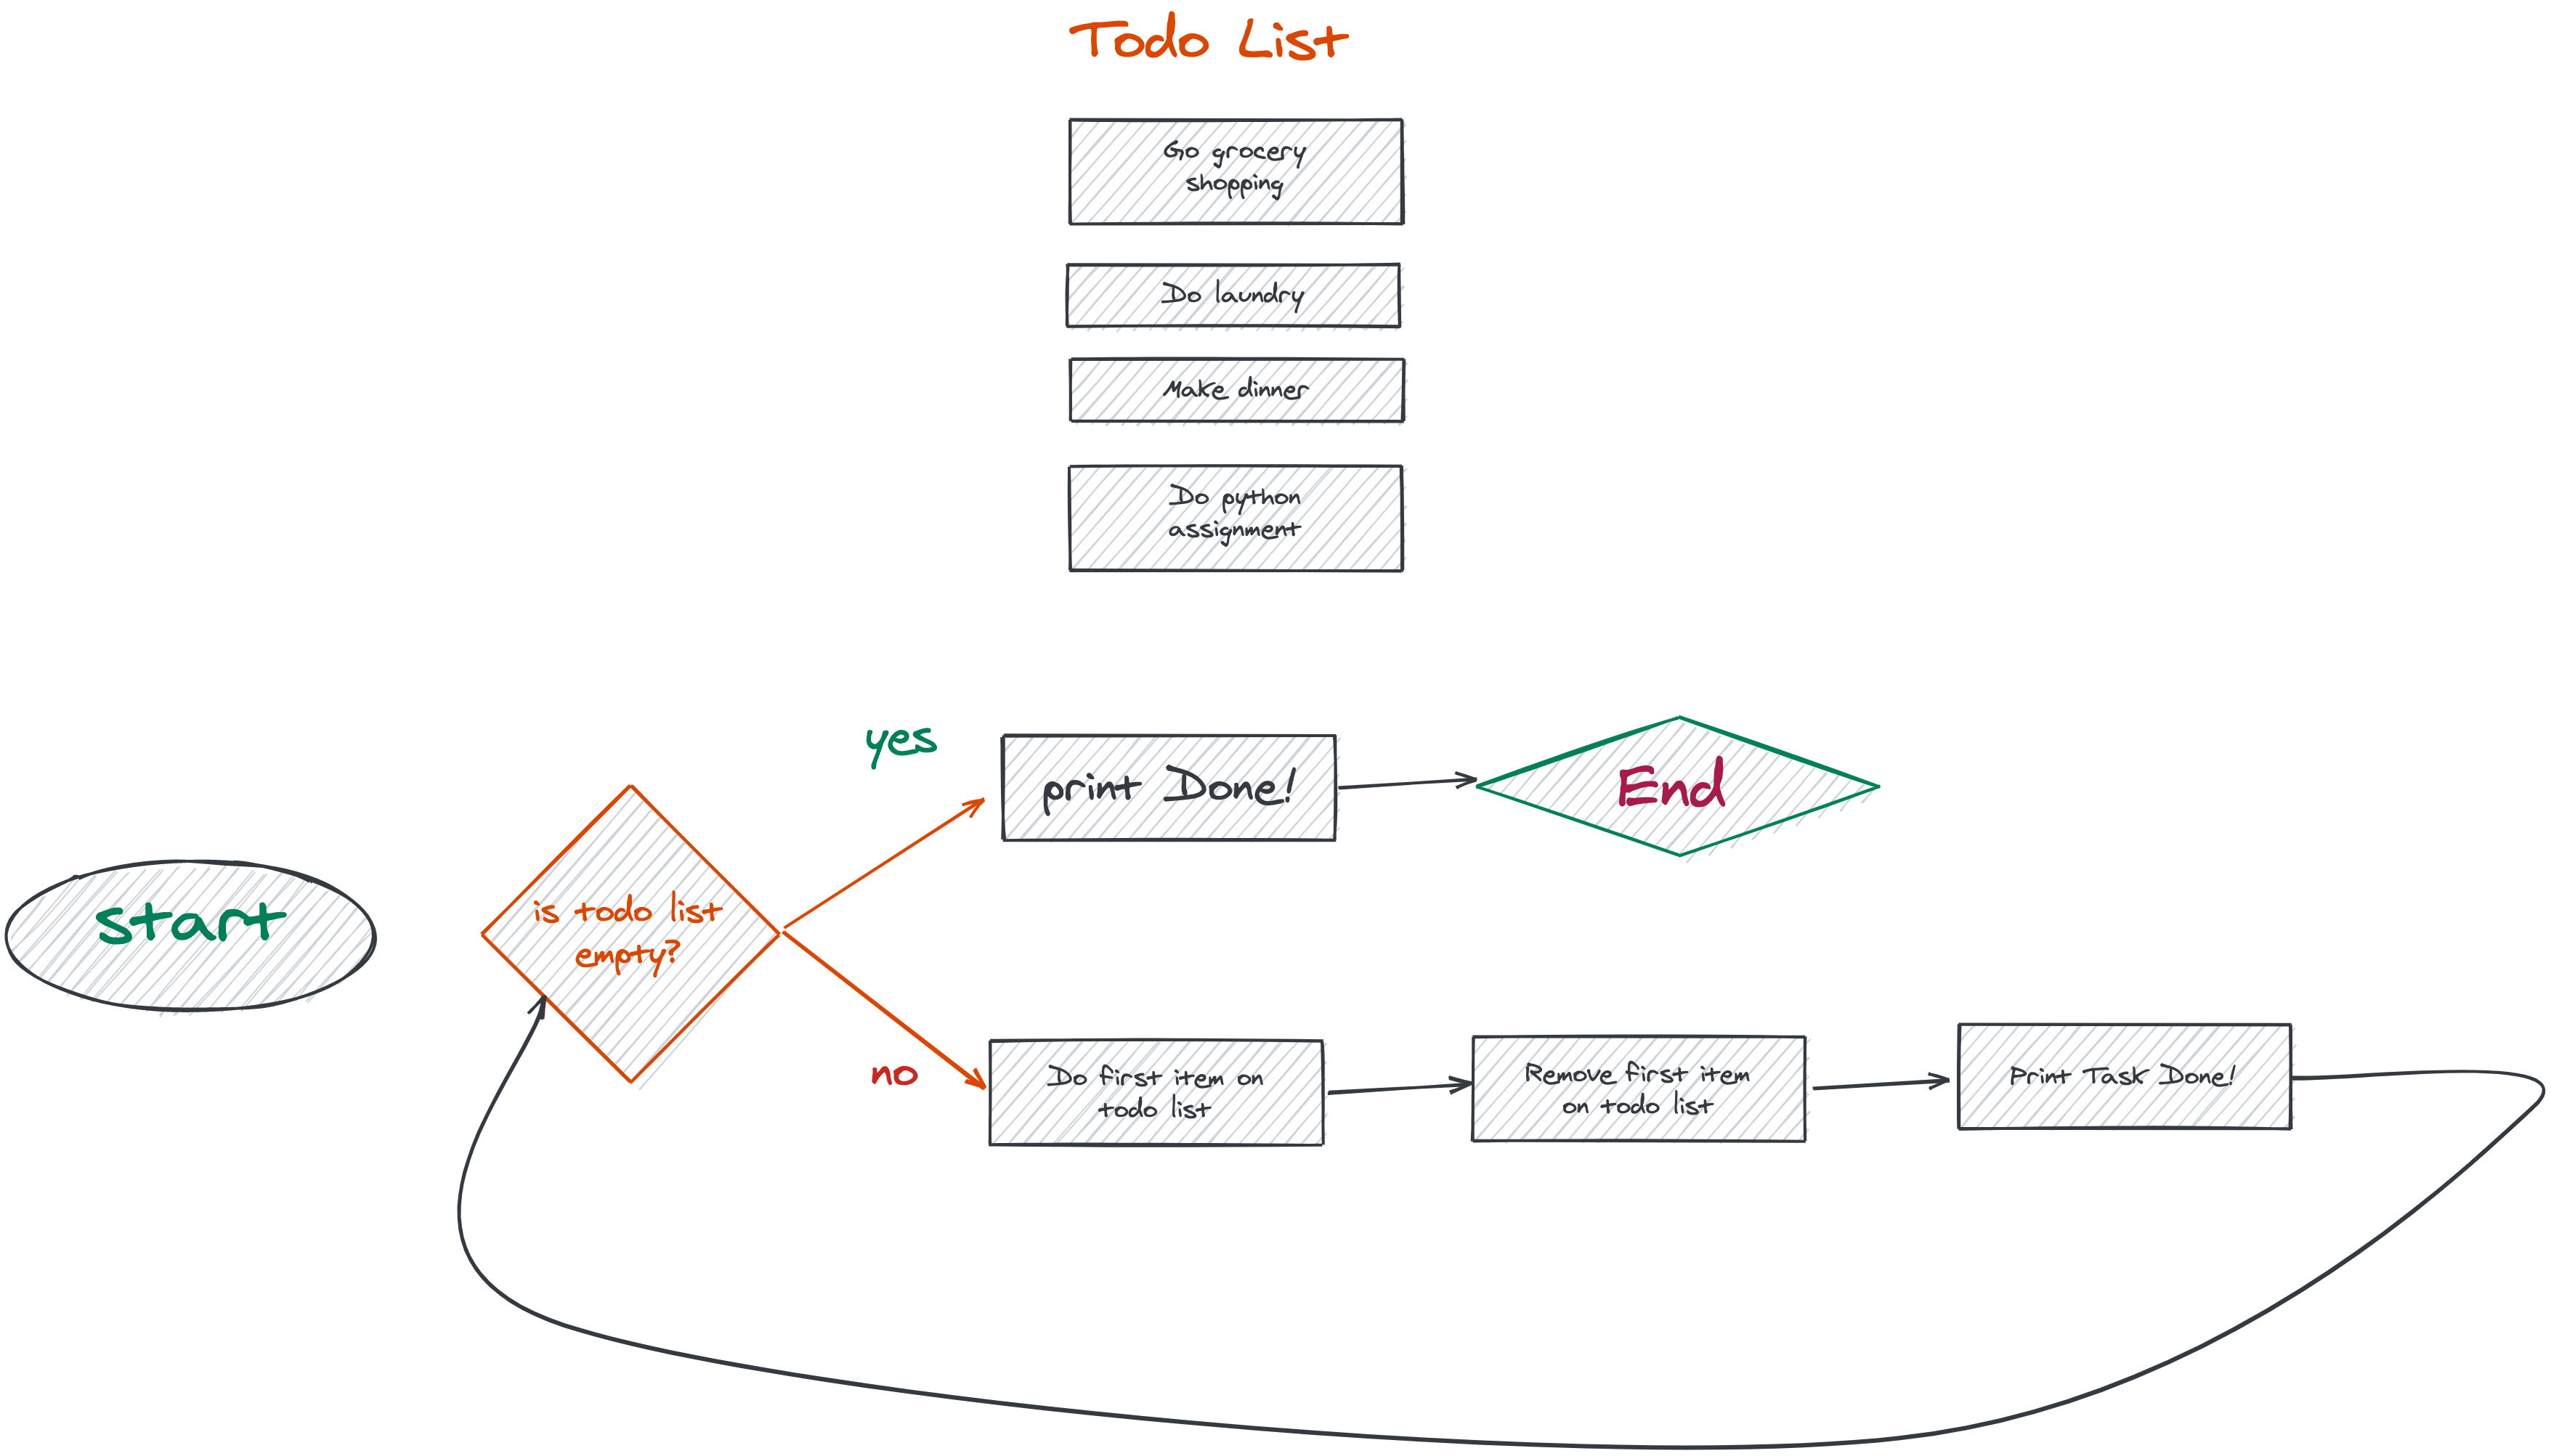 Todo List
Go grocery
shopping
Do laundry
Make dinner
Do python
assignment
yes
print Done!
End
start
is todo list
empty?
no
Do first item on
todo list
Remove first item
on todo list
Print Task Done!